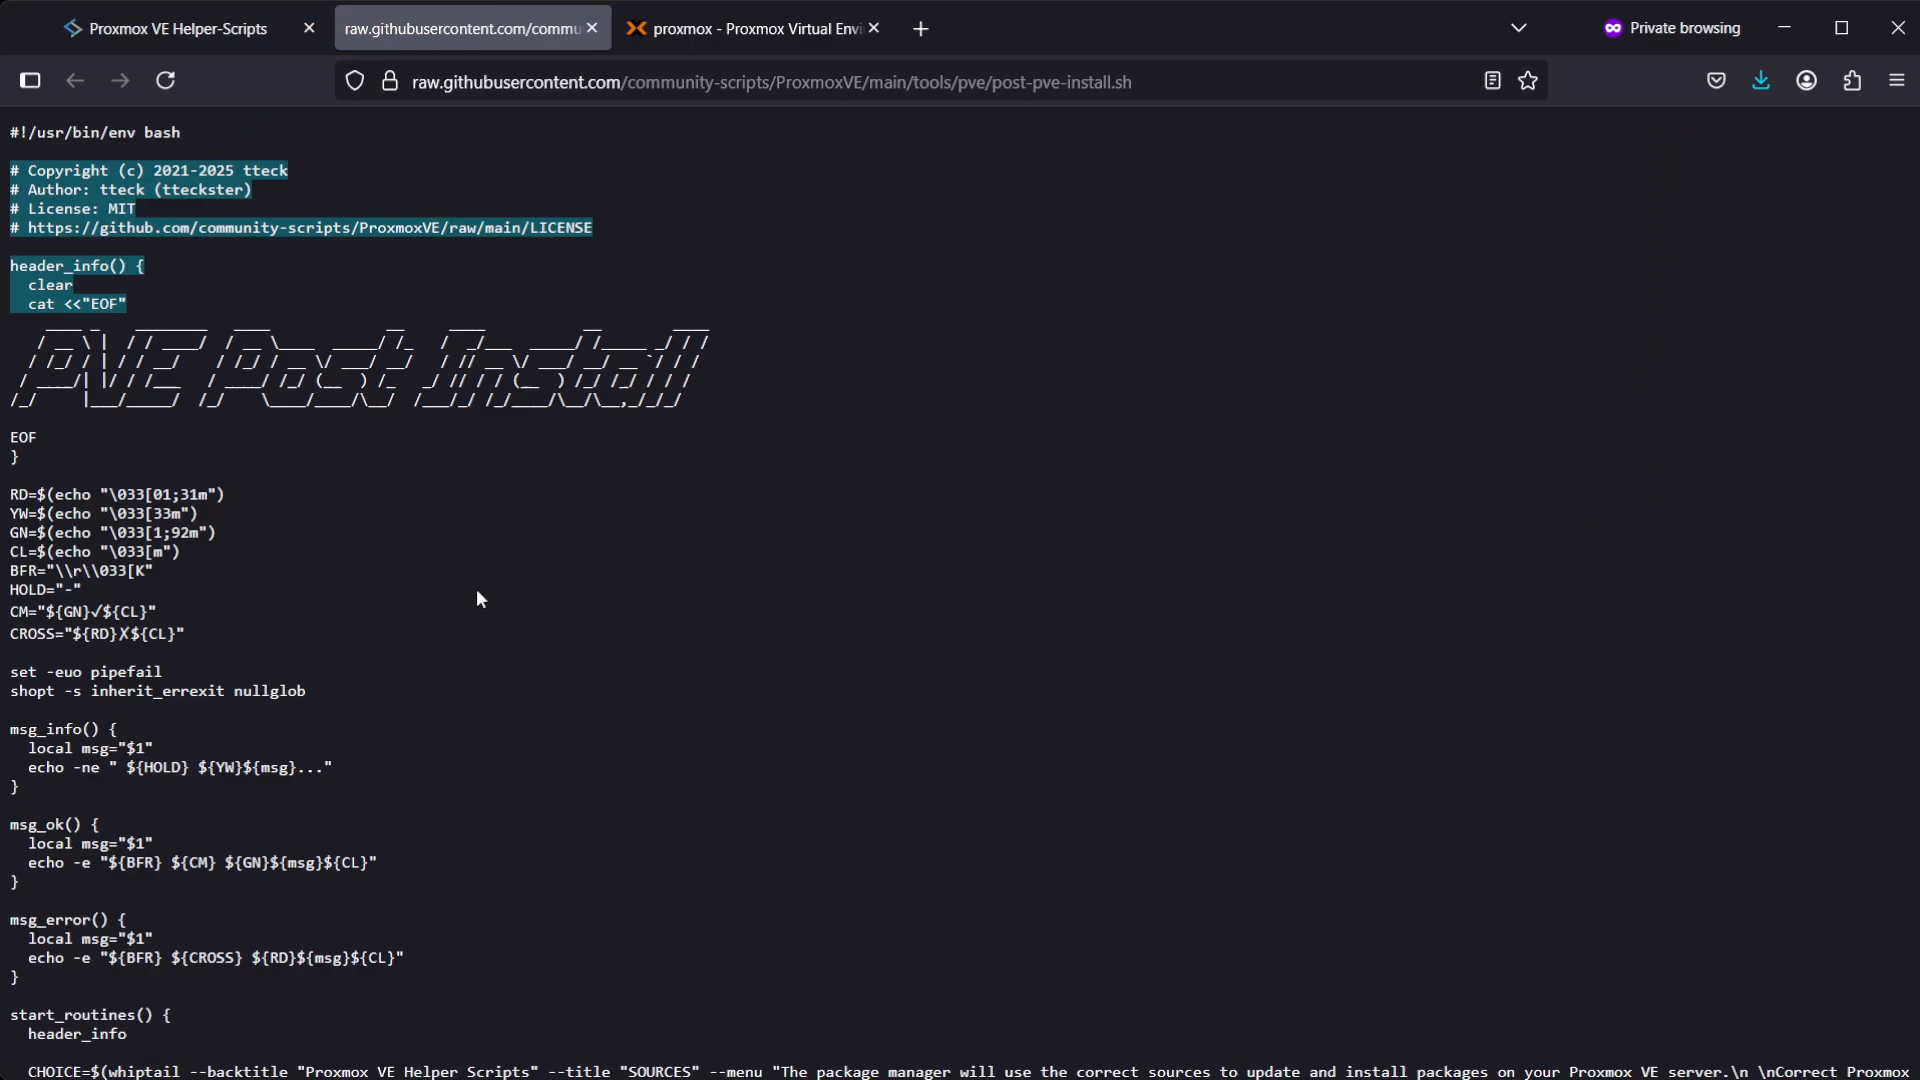 Proxmox VE Helper-Scripts
raw.githubusercontent.com/commu
proxmox - Proxmox Virtual Envi
Private browsing
raw.githubusercontent.com/community-scripts/ProxmoxVE/main/tools/pve/post-pve-install.sh
#!/usr/bin/env bash
# Copyright (c) 2021-2025 tteck
# Author: tteck (tteckster)
# License: MIT
# https://github.com/community-scripts/ProxmoxVE/raw/main/LICENSE
header_info() {
  clear
  cat <<"EOF"
PVE Post Install
EOF
}
RD=$(echo "\033[01;31m")
YW=$(echo "\033[33m")
GN=$(echo "\033[1;92m")
CL=$(echo "\033[m")
BFR="\\r\\033[K"
HOLD="-"
CM="${GN}✓${CL}"
CROSS="${RD}✗${CL}"
set -euo pipefail
shopt -s inherit_errexit nullglob
msg_info() {
  local msg="$1"
  echo -ne " ${HOLD} ${YW}${msg}..."
}
msg_ok() {
  local msg="$1"
  echo -e "${BFR} ${CM} ${GN}${msg}${CL}"
}
msg_error() {
  local msg="$1"
  echo -e "${BFR} ${CROSS} ${RD}${msg}${CL}"
}
start_routines() {
  header_info
  CHOICE=$(whiptail --backtitle "Proxmox VE Helper Scripts" --title "SOURCES" --menu "The package manager will use the correct sources to update and install packages on your Proxmox VE server.\n \nCorrect Proxmox